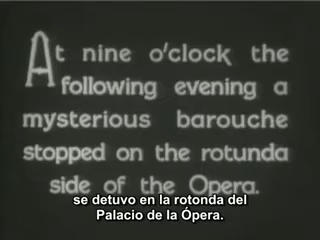 At nine o'clock the
following evening a
mysterious barouche
stopped on the rotunda
side of the Opera.
se detuvo en la rotonda del
Palacio de la Ópera.